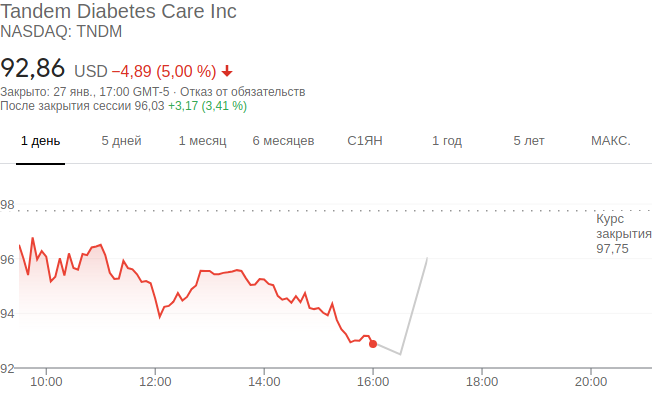 Tandem Diabetes Care Inc
NASDAQ: TNDM
92,86 USD −4,89 (5,00 %)
Закрыто: 27 янв., 17:00 GMT-5 · Отказ от обязательств
После закрытия сессии 96,03 +3,17 (3,41 %)
1 день 5 дней 1 месяц 6 месяцев С1ЯН 1 год 5 лет МАКС.
98
Курс
закрытия
97,75
96
94
92
10:00 12:00 14:00 16:00 18:00 20:00